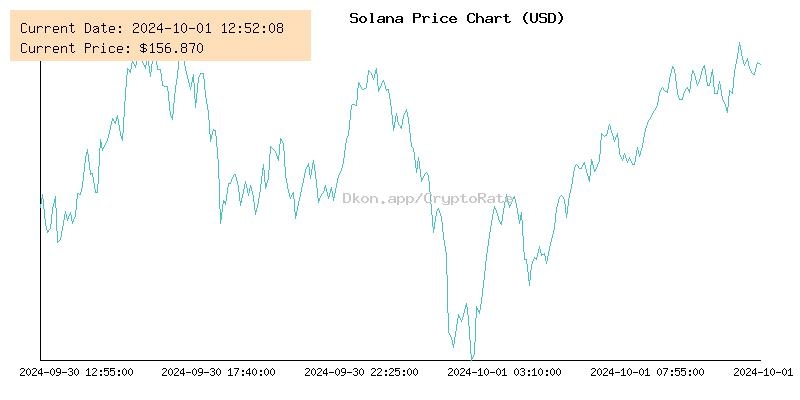 Solana Price Chart (USD)
Current Date: 2024-10-01 12:52:08
Current Price: $156.870
Dkon.app/CryptoRate
2024-09-30 12:55:00 2024-09-30 17:40:00 2024-09-30 22:25:00 2024-10-01 03:10:00 2024-10-01 07:55:00 2024-10-01